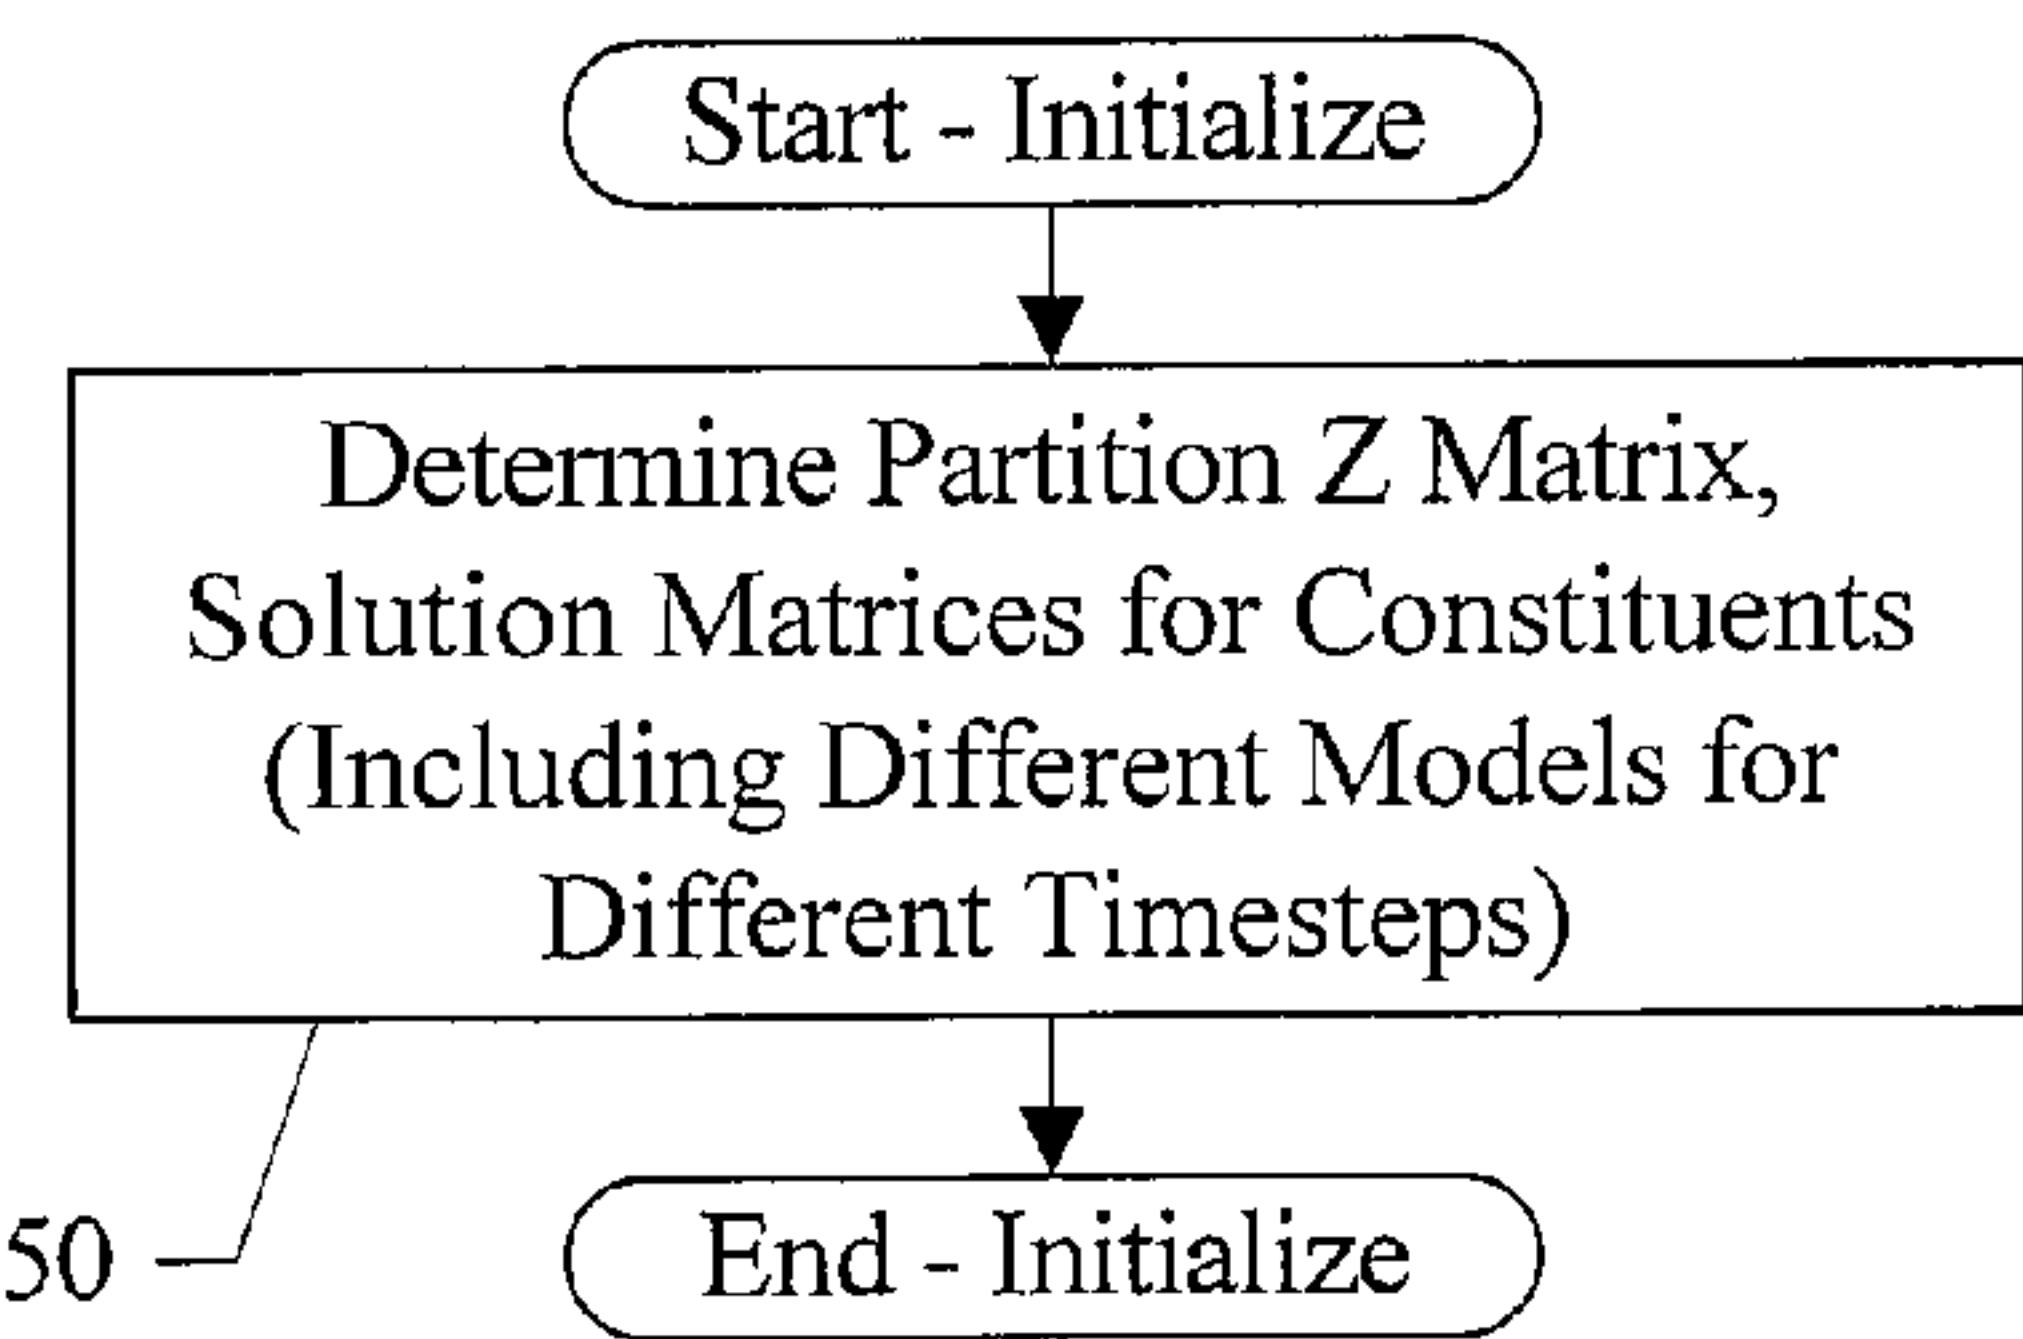 Start - Initialize
Determine Partition Z Matrix,
Solution Matrices for Constituents
(Including Different Models for
Different Timesteps)
50
End - Initialize